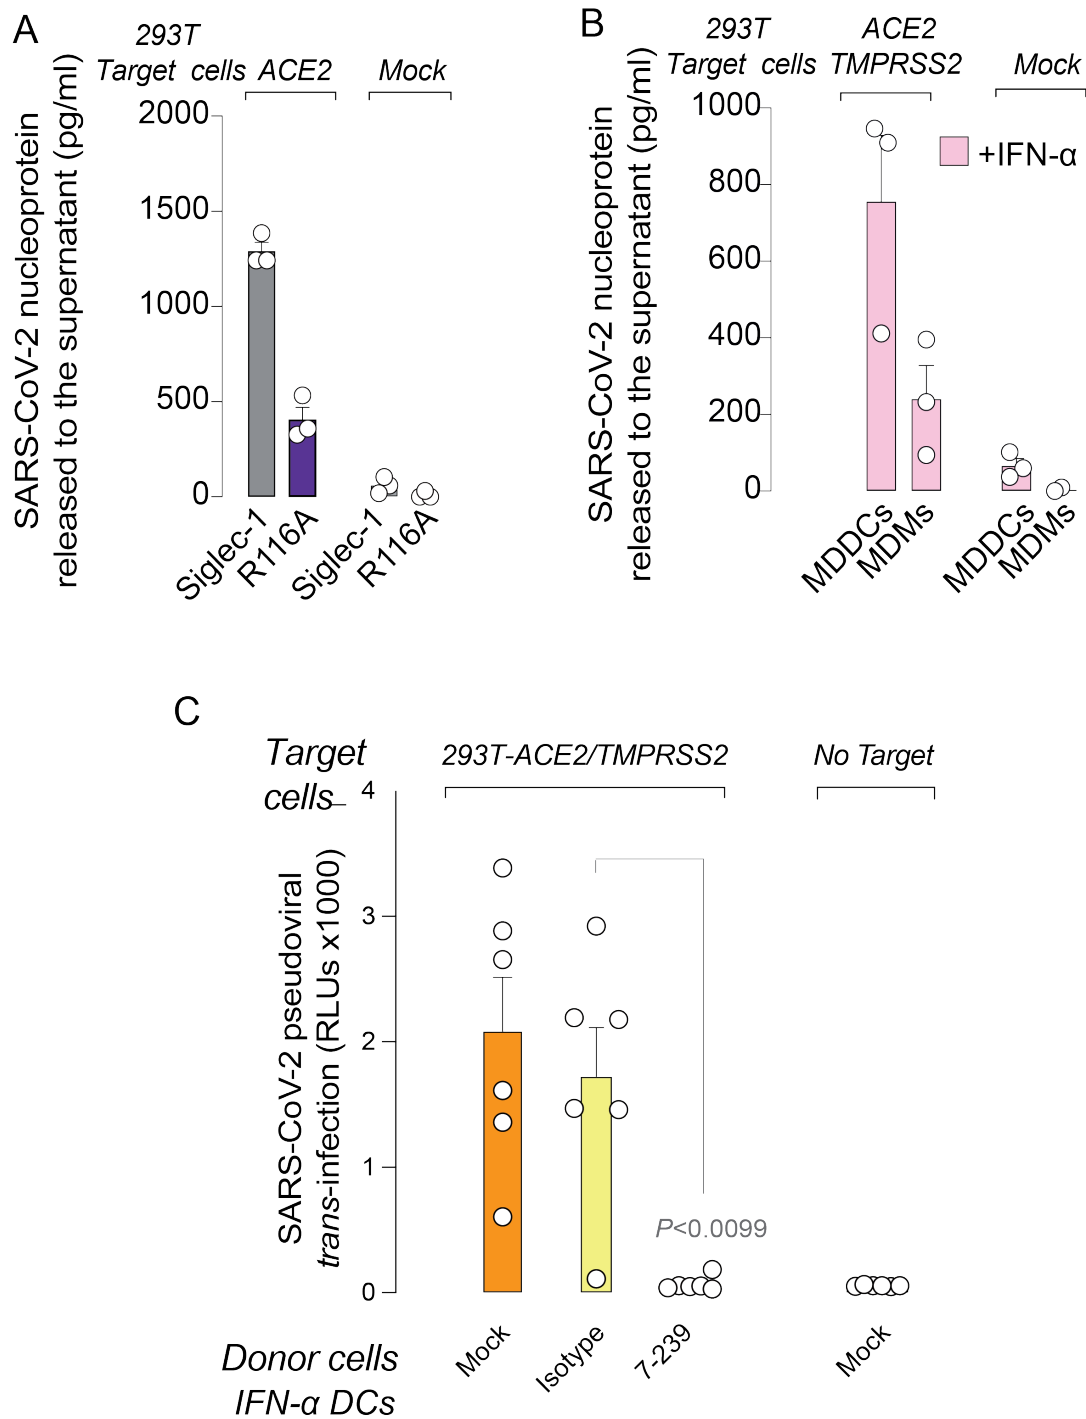 A
293T
Target cells ACE2 Mock
SARS-CoV-2 nucleoprotein
released to the supernatant (pg/ml)
2000
1500
1000
500
0
Siglec-1
R116A
Siglec-1
R116A
B
293T ACE2
Target cells TMPRSS2 Mock
SARS-CoV-2 nucleoprotein
released to the supernatant (pg/ml)
1000
800
600
400
200
0
+IFN-α
MDDCs
MDMs
MDDCs
MDMs
C
Target
cells
293T-ACE2/TMPRSS2 No Target
SARS-CoV-2 pseudoviral
trans-infection (RLUs x1000)
4
3
2
1
0
P<0.0099
Mock
Isotype
7-239
Mock
Donor cells
IFN-α DCs